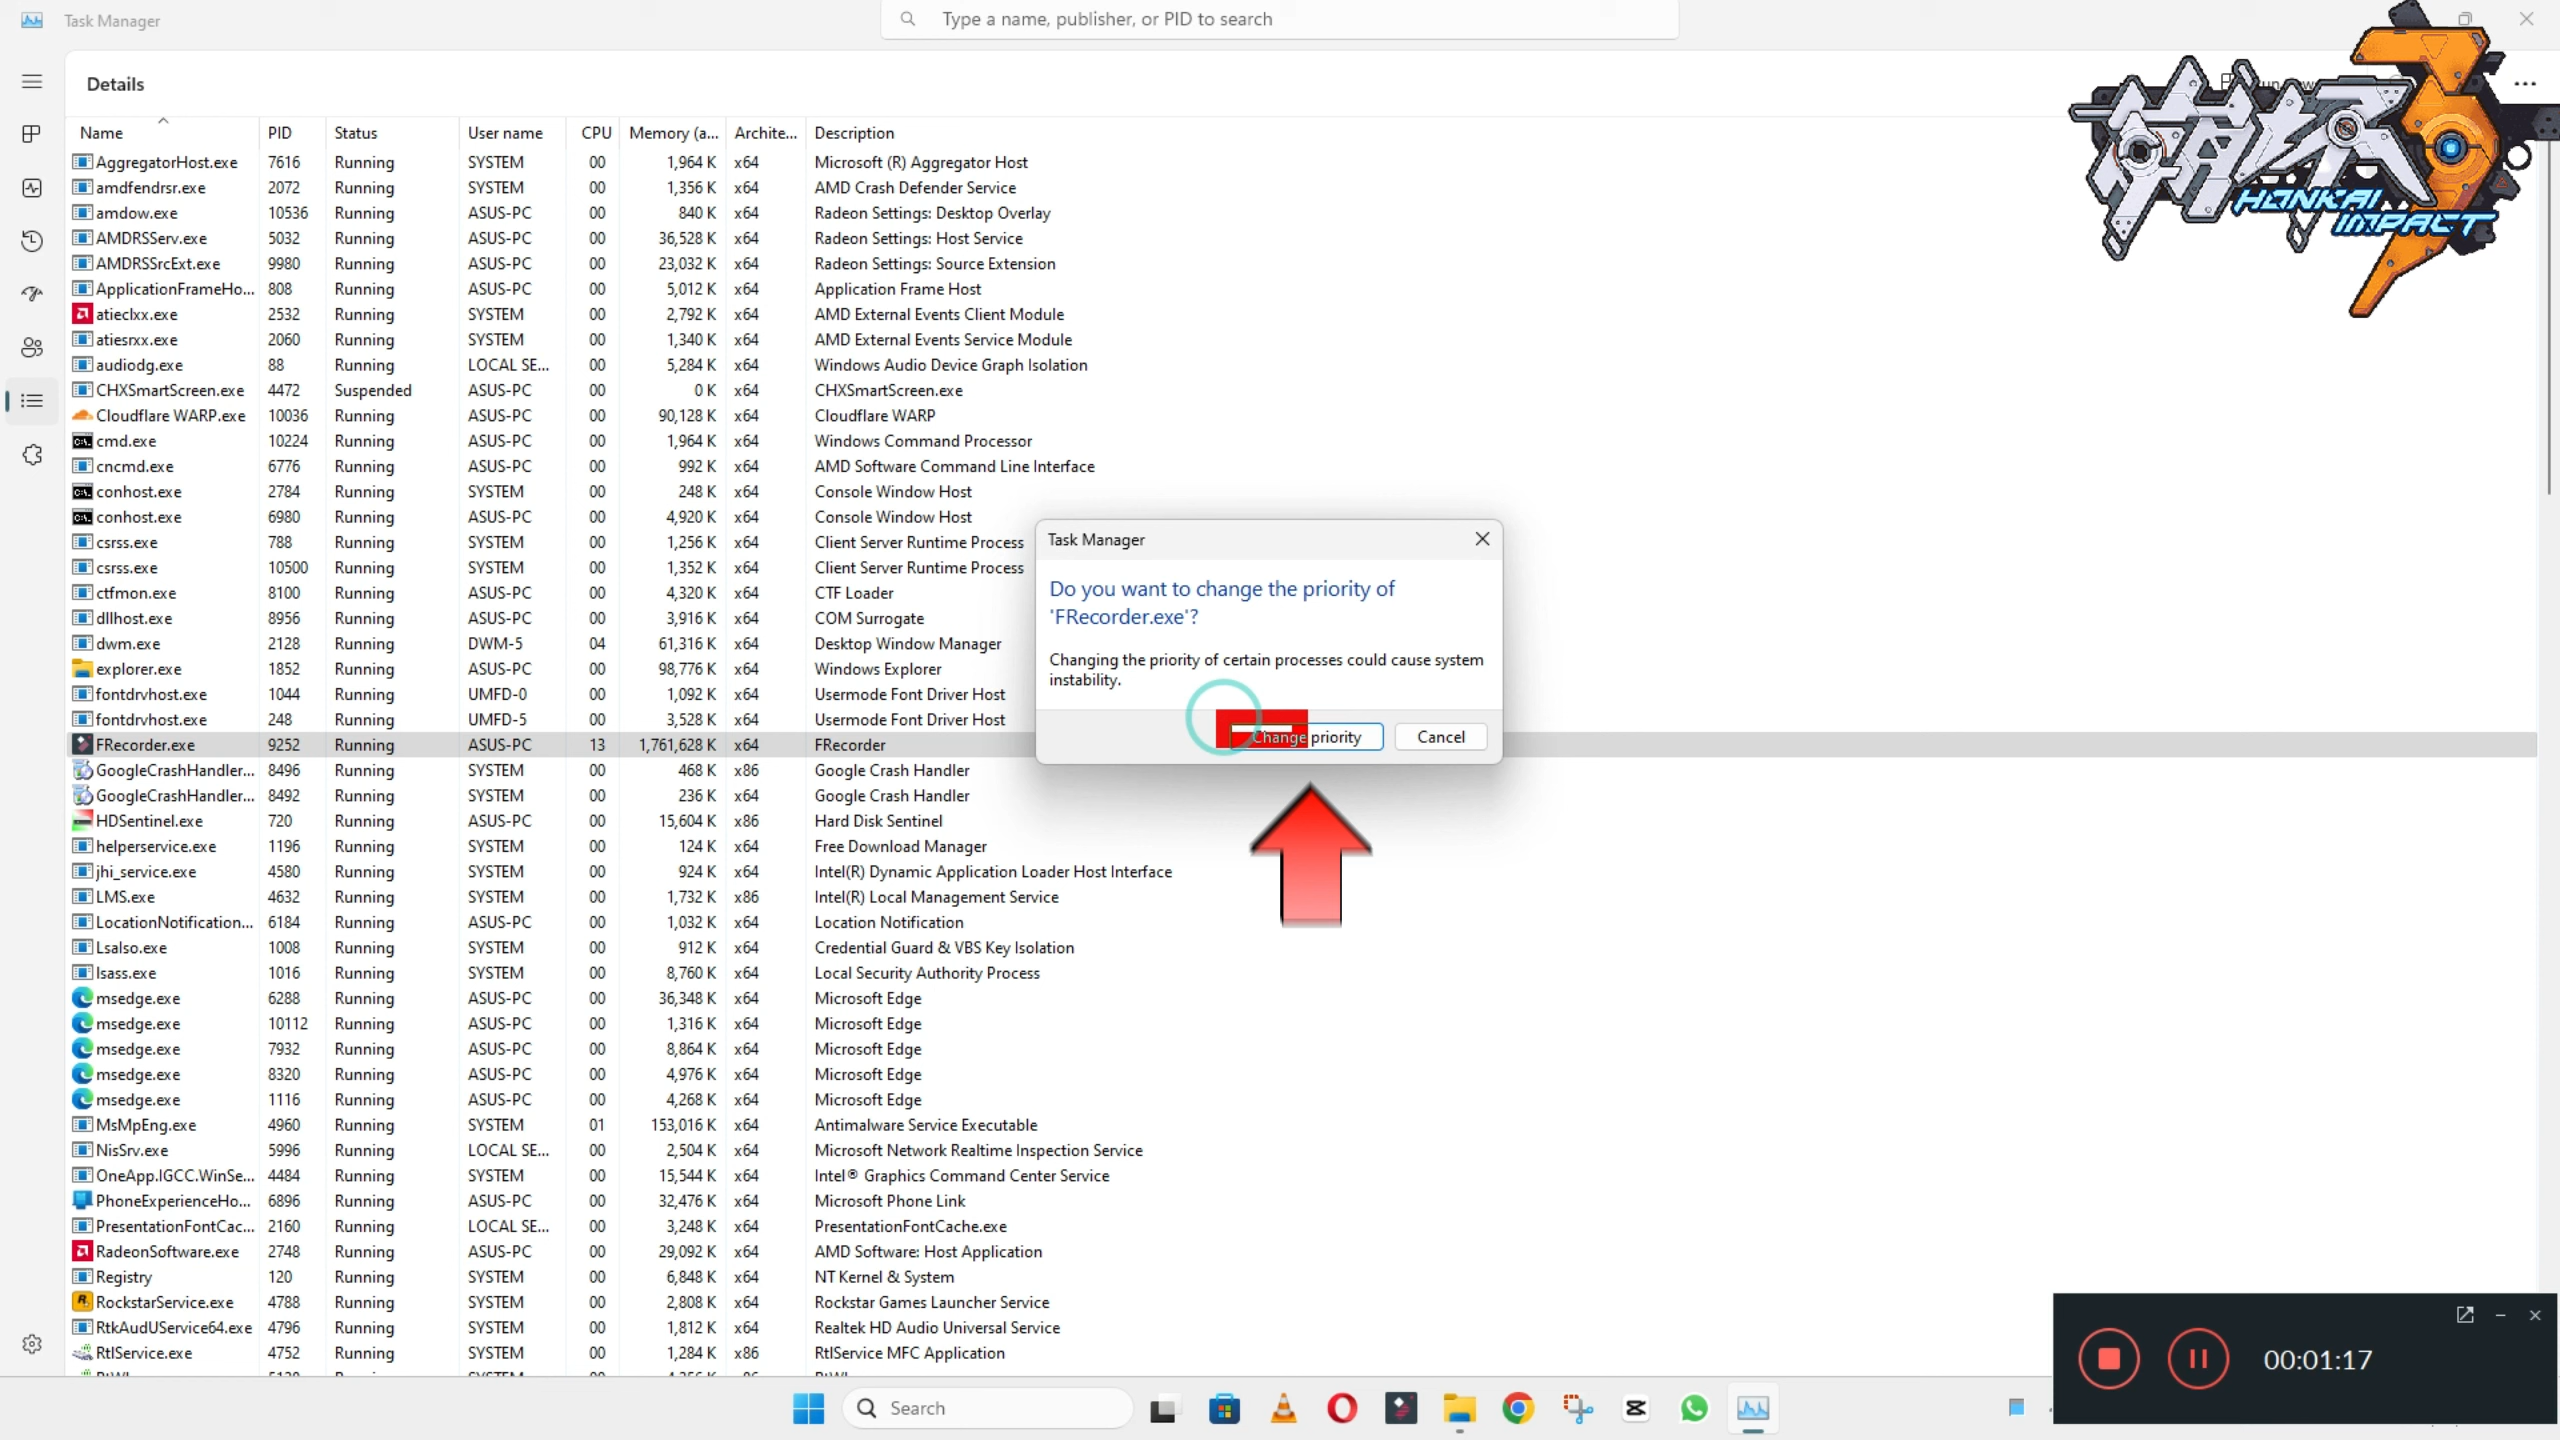 Task Manager
Type a name, publisher, or PID to search
Details
Name PID Status User name CPU Memory (a... Archite... Description
AggregatorHost.exe 7616 Running SYSTEM 00 1,964 K x64 Microsoft (R) Aggregator Host
amdfendrsr.exe 2072 Running SYSTEM 00 1,356 K x64 AMD Crash Defender Service
amdow.exe 10536 Running ASUS-PC 00 840 K x64 Radeon Settings: Desktop Overlay
AMDRSServ.exe 5032 Running ASUS-PC 00 36,528 K x64 Radeon Settings: Host Service
AMDRSSrcExt.exe 9980 Running ASUS-PC 00 23,032 K x64 Radeon Settings: Source Extension
ApplicationFrameHo... 808 Running ASUS-PC 00 5,012 K x64 Application Frame Host
atieclxx.exe 2532 Running SYSTEM 00 2,792 K x64 AMD External Events Client Module
atiesrxx.exe 2060 Running SYSTEM 00 1,340 K x64 AMD External Events Service Module
audiodg.exe 88 Running LOCAL SE... 00 5,284 K x64 Windows Audio Device Graph Isolation
CHXSmartScreen.exe 4472 Suspended ASUS-PC 00 0 K x64 CHXSmartScreen.exe
Cloudflare WARP.exe 10036 Running ASUS-PC 00 90,128 K x64 Cloudflare WARP
cmd.exe 10224 Running ASUS-PC 00 1,964 K x64 Windows Command Processor
cncmd.exe 6776 Running ASUS-PC 00 992 K x64 AMD Software Command Line Interface
conhost.exe 2784 Running SYSTEM 00 248 K x64 Console Window Host
conhost.exe 6980 Running ASUS-PC 00 4,920 K x64 Console Window Host
csrss.exe 788 Running SYSTEM 00 1,256 K x64 Client Server Runtime Process
csrss.exe 10500 Running SYSTEM 00 1,352 K x64 Client Server Runtime Process
ctfmon.exe 8100 Running ASUS-PC 00 4,320 K x64 CTF Loader
dllhost.exe 8956 Running ASUS-PC 00 3,916 K x64 COM Surrogate
dwm.exe 2128 Running DWM-5 04 61,316 K x64 Desktop Window Manager
explorer.exe 1852 Running ASUS-PC 00 98,776 K x64 Windows Explorer
fontdrvhost.exe 1044 Running UMFD-0 00 1,092 K x64 Usermode Font Driver Host
fontdrvhost.exe 248 Running UMFD-5 00 3,528 K x64 Usermode Font Driver Host
FRecorder.exe 9252 Running ASUS-PC 13 1,761,628 K x64 FRecorder
GoogleCrashHandler... 8496 Running SYSTEM 00 468 K x86 Google Crash Handler
GoogleCrashHandler... 8492 Running SYSTEM 00 236 K x64 Google Crash Handler
HDSentinel.exe 720 Running ASUS-PC 00 15,604 K x86 Hard Disk Sentinel
helperservice.exe 1196 Running SYSTEM 00 124 K x64 Free Download Manager
jhi_service.exe 4580 Running SYSTEM 00 924 K x64 Intel(R) Dynamic Application Loader Host Interface
LMS.exe 4632 Running SYSTEM 00 1,732 K x86 Intel(R) Local Management Service
LocationNotification... 6184 Running ASUS-PC 00 1,032 K x64 Location Notification
LsaIso.exe 1008 Running SYSTEM 00 912 K x64 Credential Guard & VBS Key Isolation
lsass.exe 1016 Running SYSTEM 00 8,760 K x64 Local Security Authority Process
msedge.exe 6288 Running ASUS-PC 00 36,348 K x64 Microsoft Edge
msedge.exe 10112 Running ASUS-PC 00 1,316 K x64 Microsoft Edge
msedge.exe 7932 Running ASUS-PC 00 8,864 K x64 Microsoft Edge
msedge.exe 8320 Running ASUS-PC 00 4,976 K x64 Microsoft Edge
msedge.exe 1116 Running ASUS-PC 00 4,268 K x64 Microsoft Edge
MsMpEng.exe 4960 Running SYSTEM 01 153,016 K x64 Antimalware Service Executable
NisSrv.exe 5996 Running LOCAL SE... 00 2,504 K x64 Microsoft Network Realtime Inspection Service
OneApp.IGCC.WinSe... 4484 Running SYSTEM 00 15,544 K x64 Intel® Graphics Command Center Service
PhoneExperienceHo... 6896 Running ASUS-PC 00 32,476 K x64 Microsoft Phone Link
PresentationFontCac... 2160 Running LOCAL SE... 00 3,248 K x64 PresentationFontCache.exe
RadeonSoftware.exe 2748 Running ASUS-PC 00 29,092 K x64 AMD Software: Host Application
Registry 120 Running SYSTEM 00 6,848 K x64 NT Kernel & System
RockstarService.exe 4788 Running SYSTEM 00 2,808 K x64 Rockstar Games Launcher Service
RtkAudUService64.exe 4796 Running SYSTEM 00 1,812 K x64 Realtek HD Audio Universal Service
RtlService.exe 4752 Running SYSTEM 00 1,284 K x86 RtlService MFC Application
Task Manager
Do you want to change the priority of
'FRecorder.exe'?
Changing the priority of certain processes could cause system
instability.
Change priority
Cancel
HONKAI
IMPACT
3
00:01:17
Search